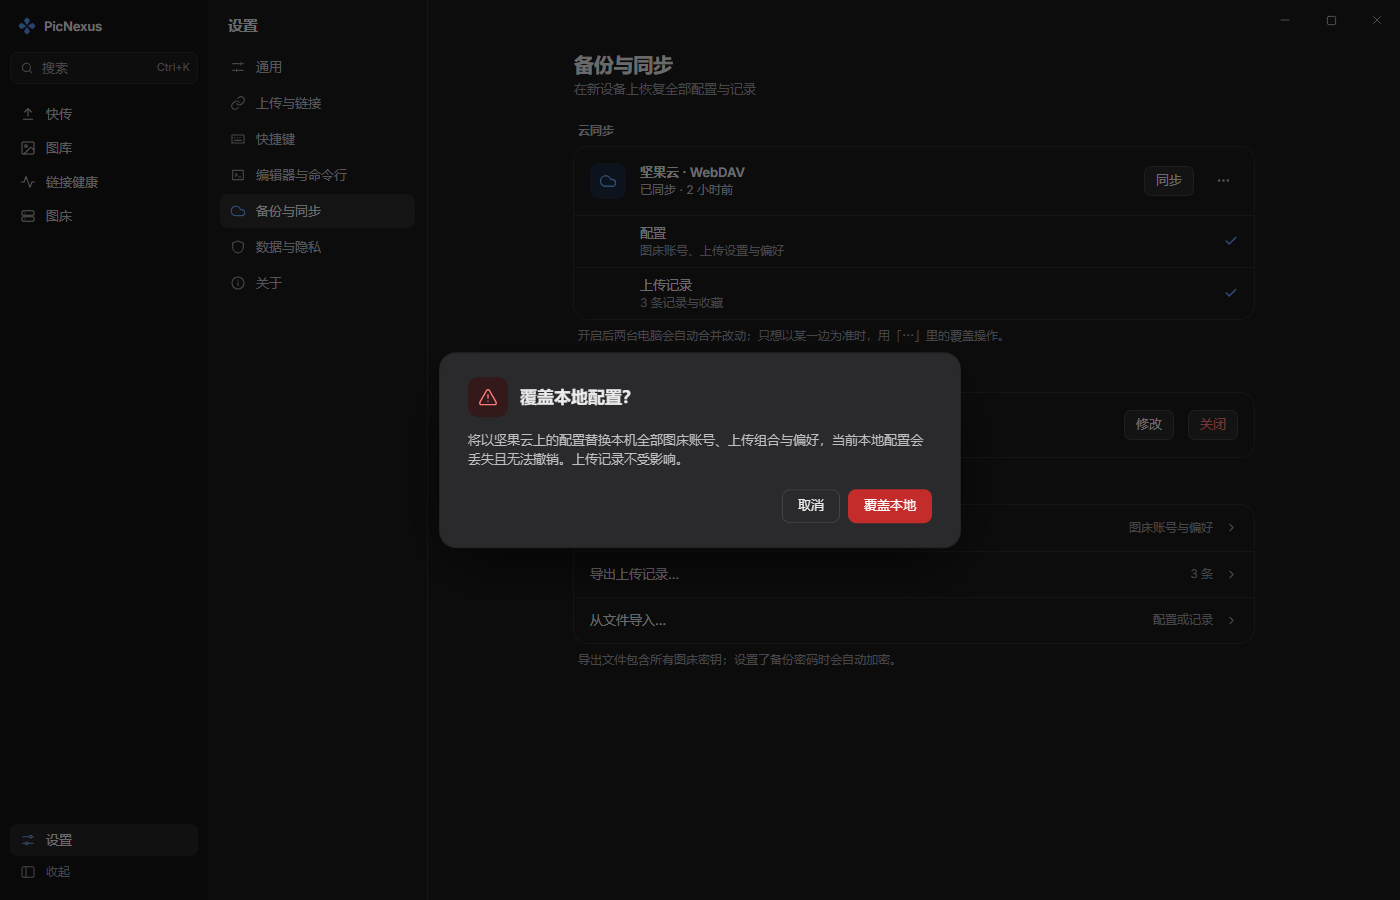 PicNexus
搜索
Ctrl+K
快传
图库
链接健康
图床
设置
收起
设置
通用
上传与链接
快捷键
编辑器与命令行
备份与同步
数据与隐私
关于
备份与同步
在新设备上恢复全部配置与记录
云同步
坚果云 · WebDAV
已同步 · 2 小时前
同步
配置
图床账号、上传设置与偏好
上传记录
3 条记录与收藏
开启后两台电脑会自动合并改动；只想以某一边为准时，用「···」里的覆盖操作。
修改
关闭
覆盖本地配置?
将以坚果云上的配置替换本机全部图床账号、上传组合与偏好，当前本地配置会
丢失且无法撤销。上传记录不受影响。
取消
覆盖本地
图床账号与偏好
导出上传记录...
3 条
从文件导入...
配置或记录
导出文件包含所有图床密钥；设置了备份密码时会自动加密。